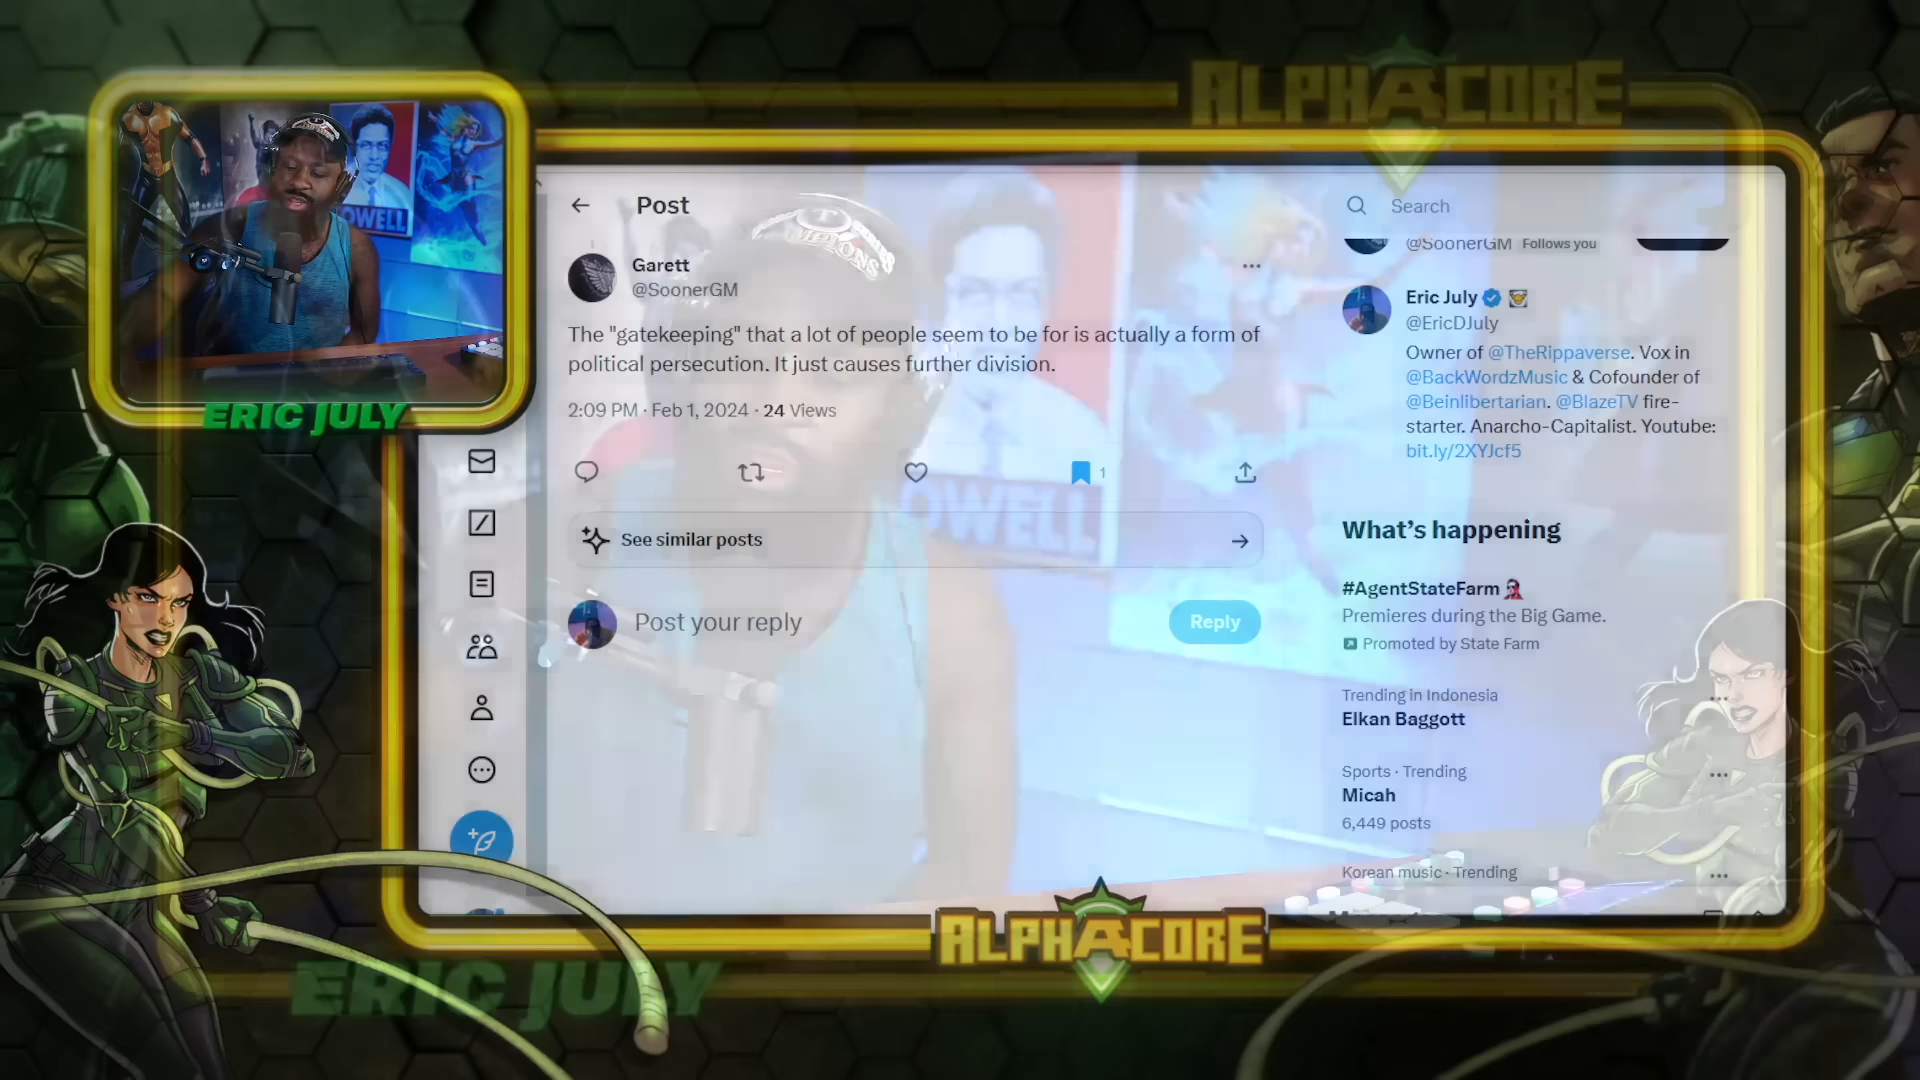 ALPHACORE
OWELL
ERIC JULY
Post
Garett
@SoonerGM
The "gatekeeping" that a lot of people seem to be for is actually a form of
political persecution. It just causes further division.
2:09 PM · Feb 1, 2024 · 24 Views
1
See similar posts
Post your reply
Reply
T
MPIONS
OWELL
Search
@SoonerGM Follows you
Eric July
@EricDJuly
Owner of @TheRippaverse. Vox in
@BackWordzMusic & Cofounder of
@Beinlibertarian. @BlazeTV fire-
starter. Anarcho-Capitalist. Youtube:
bit.ly/2XYJcf5
What's happening
#AgentStateFarm
Premieres during the Big Game.
Promoted by State Farm
Trending in Indonesia
Elkan Baggott
Sports · Trending
Micah
6,449 posts
Korean music · Trending
ALPHACORE
ERIC JULY